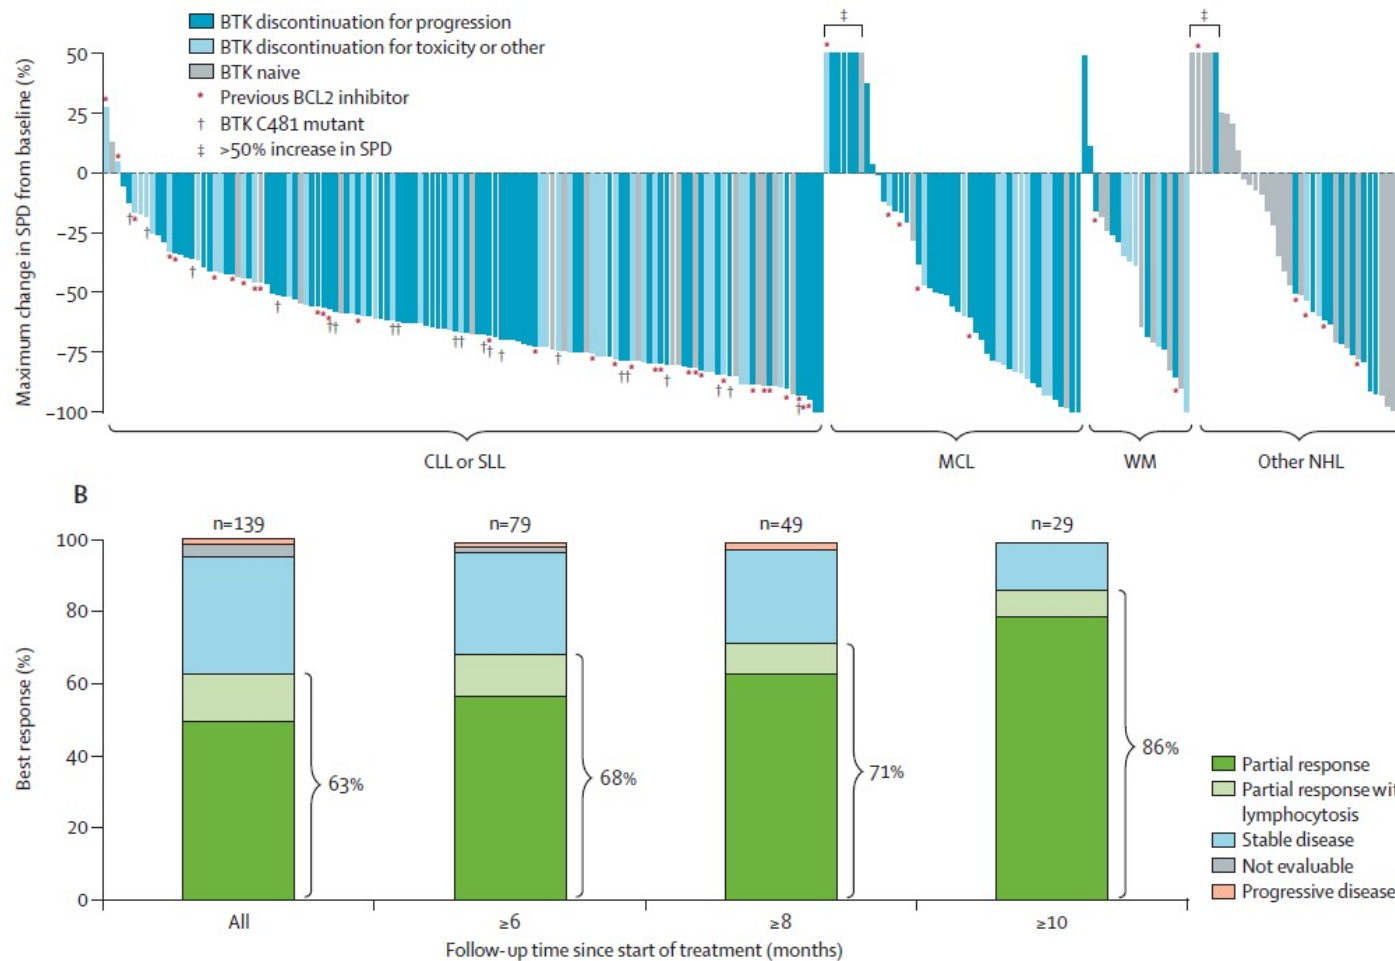 BTK discontinuation for progression
BTK discontinuation for toxicity or other
BTK naive
* Previous BCL2 inhibitor
† BTK C481 mutant
‡ >50% increase in SPD
‡
‡
Maximum change in SPD from baseline (%)
50
25
0
−25
−50
−75
−100
CLL or SLL
MCL
WM
Other NHL
B
n=139
n=79
n=49
n=29
Best response (%)
100
80
60
40
20
0
63%
68%
71%
86%
Partial response
Partial response wit
lymphocytosis
Stable disease
Not evaluable
Progressive disease
All
≥6
≥8
≥10
Follow-up time since start of treatment (months)